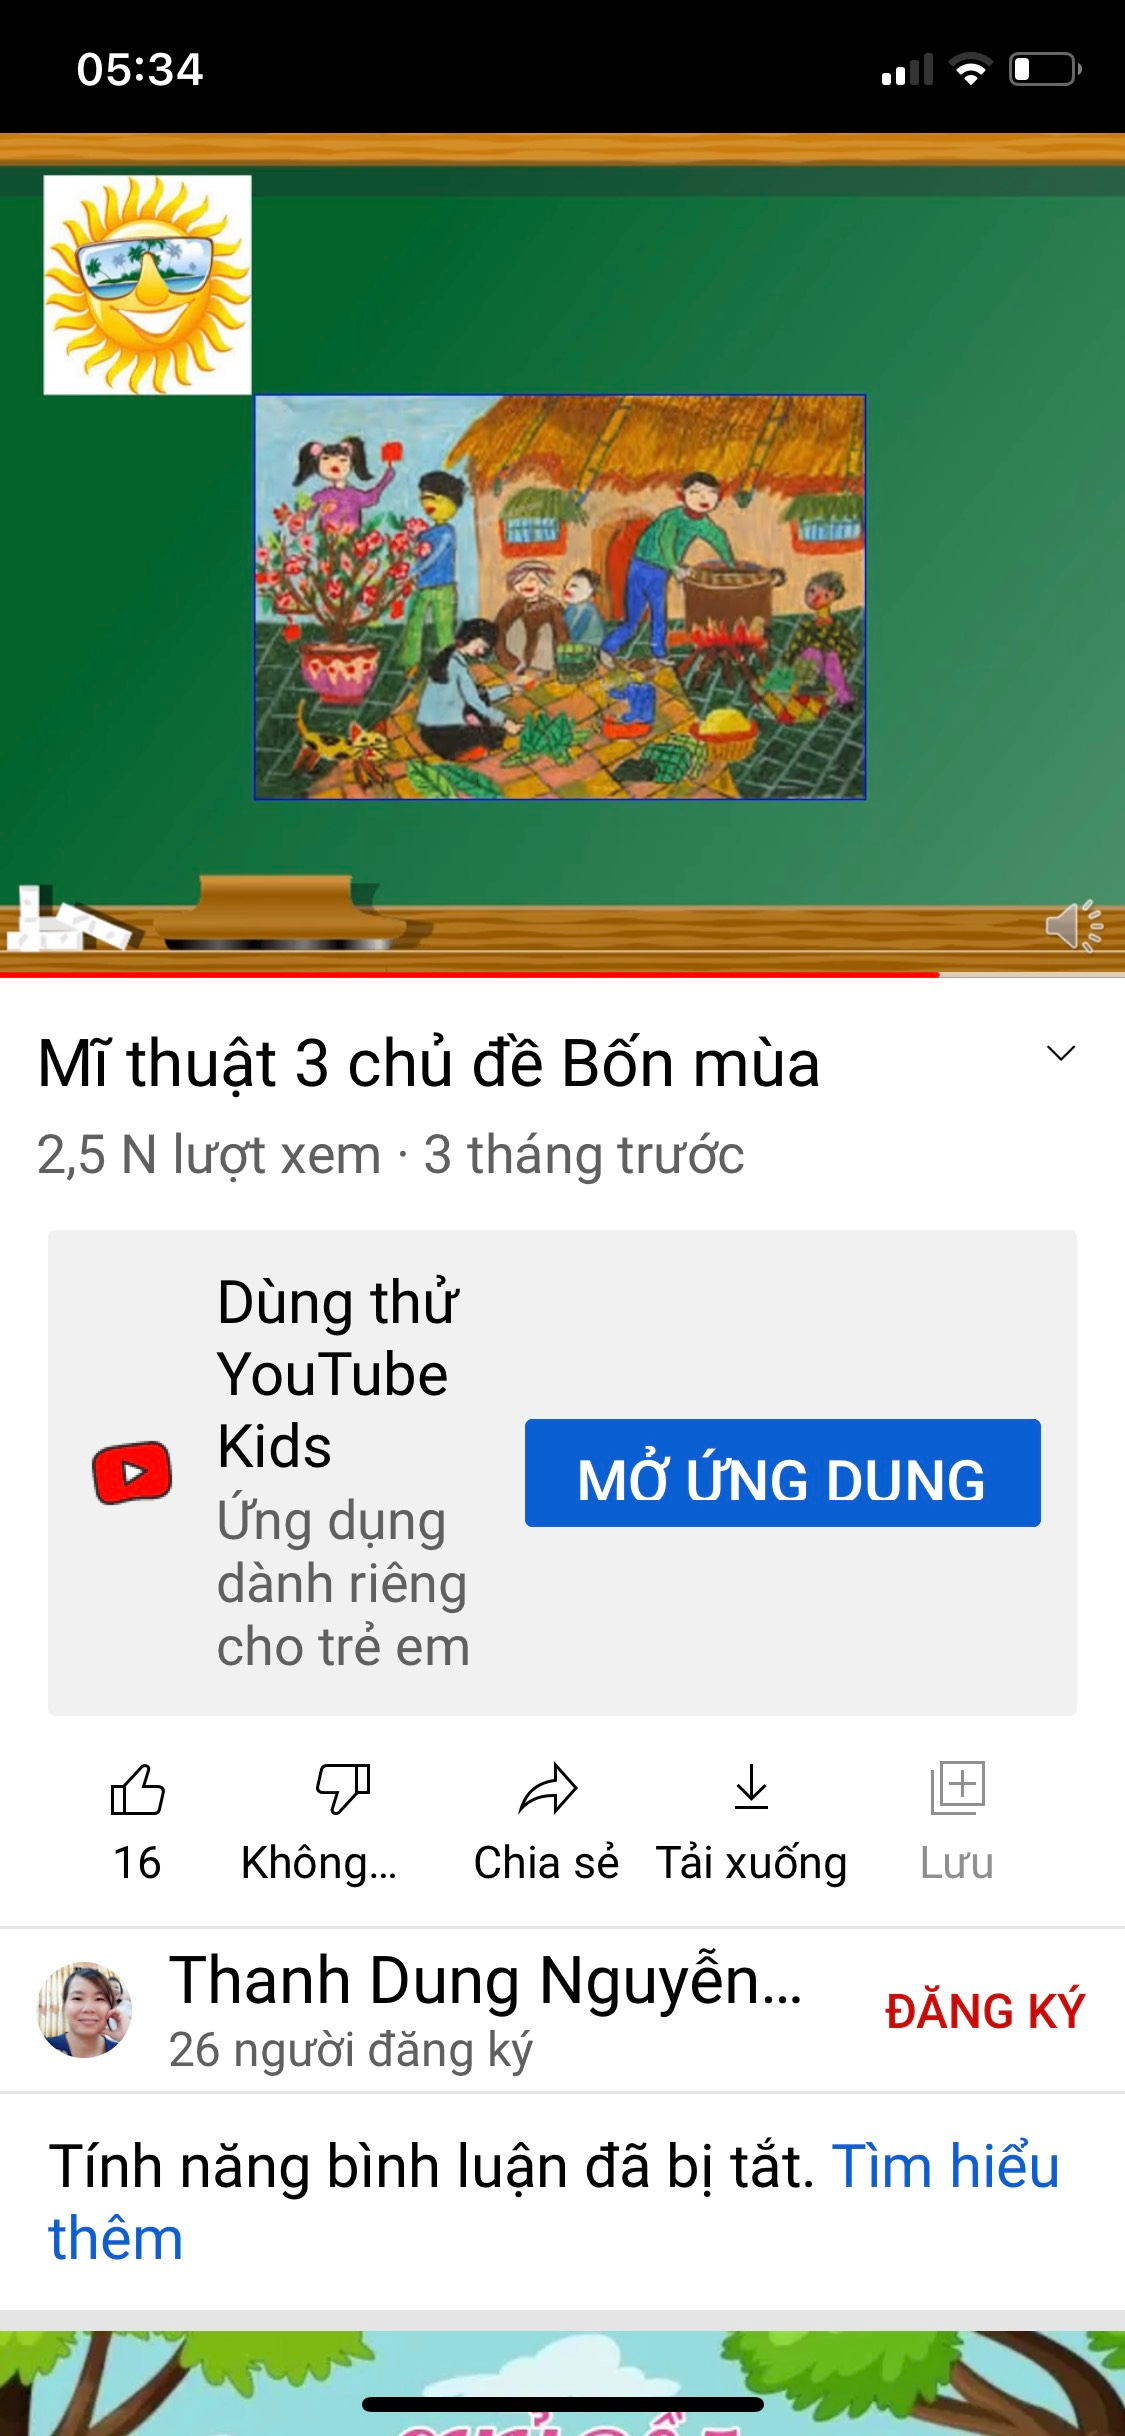 05:34
Mĩ thuật 3 chủ đề Bốn mùa
2,5 N lượt xem · 3 tháng trước
Dùng thử
YouTube
Kids
Ứng dụng
dành riêng
cho trẻ em
MỞ ỨNG DỤNG
16
Không...
Chia sẻ
Tải xuống
Lưu
Thanh Dung Nguyễn...
26 người đăng ký
ĐĂNG KÝ
Tính năng bình luận đã bị tắt. Tìm hiểu
thêm